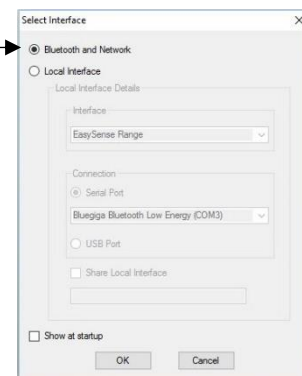 Select Interface
Bluetooth and Network
Local Interface
Local Interface Details
Interface
EasySense Range
Connection
Serial Port
Bluegiga Bluetooth Low Energy (COM3)
USB Port
Share Local Interface
Show at startup
OK Cancel